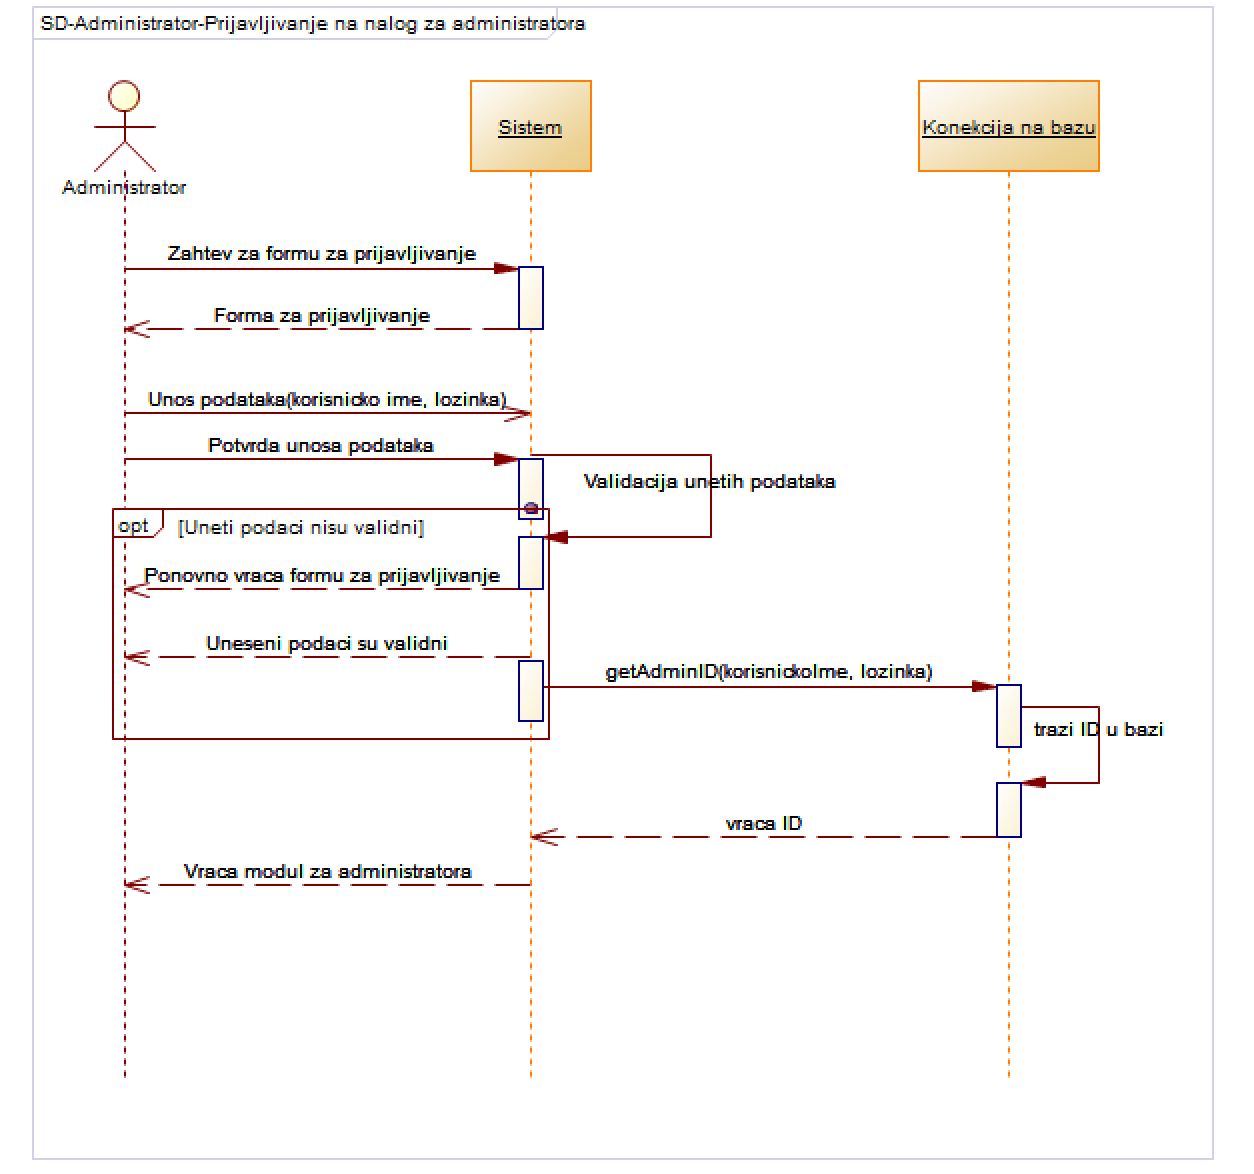 SD-Administrator-Prijavljivanje na nalog za administratora
Sistem
Konekcija na bazu
Administrator
Zahtev za formu za prijavljivanje
Forma za prijavljivanje
Unos podataka(korisnicko ime, lozinka)
Potvrda unosa podataka
Validacija unetih podataka
opt
[Uneti podaci nisu validni]
Ponovno vraca formu za prijavljivanje
Uneseni podaci su validni
getAdminID(korisnickoIme, lozinka)
trazi ID u bazi
vraca ID
Vraca modul za administratora